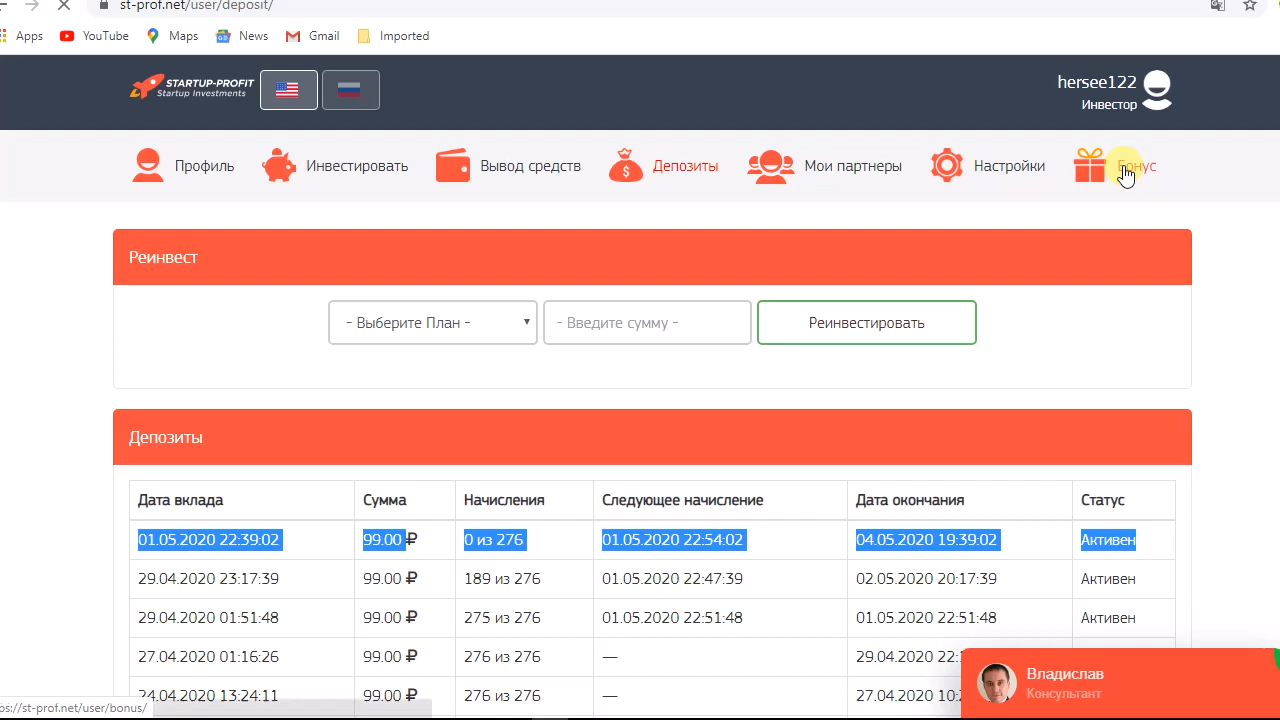 st-prof.net/user/deposit/
Apps YouTube Maps News Gmail Imported
STARTUP-PROFIT
Startup Investments
hersee122
Инвестор
Профиль Инвестировать Вывод средств Депозиты Мои партнеры Настройки Бонус
Реинвест
- Выберите План - - Введите сумму - Реинвестировать
Депозиты
Дата вклада Сумма Начисления Следующее начисление Дата окончания Статус
01.05.2020 22:39:02 99.00 ₽ 0 из 276 01.05.2020 22:54:02 04.05.2020 19:39:02 Активен
29.04.2020 23:17:39 99.00 ₽ 189 из 276 01.05.2020 22:47:39 02.05.2020 20:17:39 Активен
29.04.2020 01:51:48 99.00 ₽ 275 из 276 01.05.2020 22:51:48 01.05.2020 22:51:48 Активен
27.04.2020 01:16:26 99.00 ₽ 276 из 276 — 29.04.2020 22:
24.04.2020 13:24:11 99.00 ₽ 276 из 276 — 27.04.2020 10:
Владислав
Консультант
ps://st-prof.net/user/bonus/